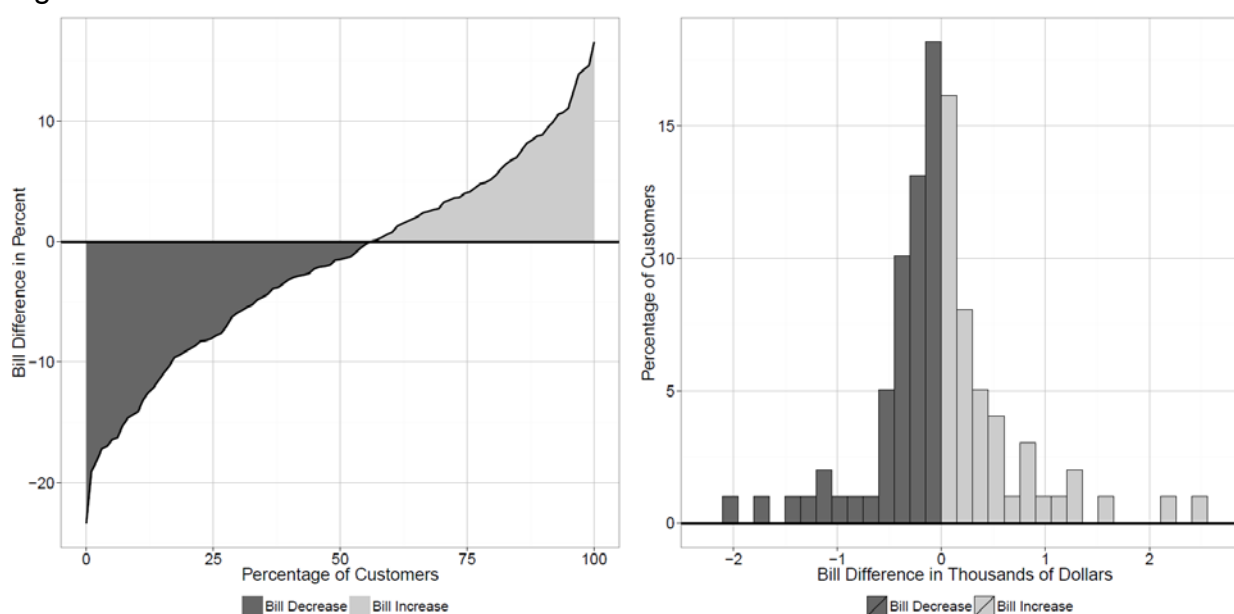 10
0
−10
−20
Bill Difference in Percent
0
25
50
75
100
Percentage of Customers
Bill Decrease
Bill Increase
15
10
5
0
Percentage of Customers
−2
−1
0
1
2
Bill Difference in Thousands of Dollars
Bill Decrease
Bill Increase